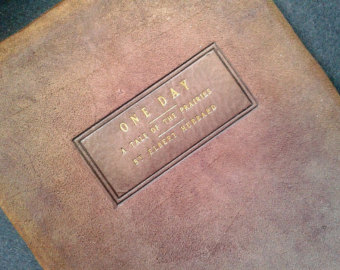 ONE DAY
A TALE OF THE PRAIRIES
BY ELBERT HUBBARD